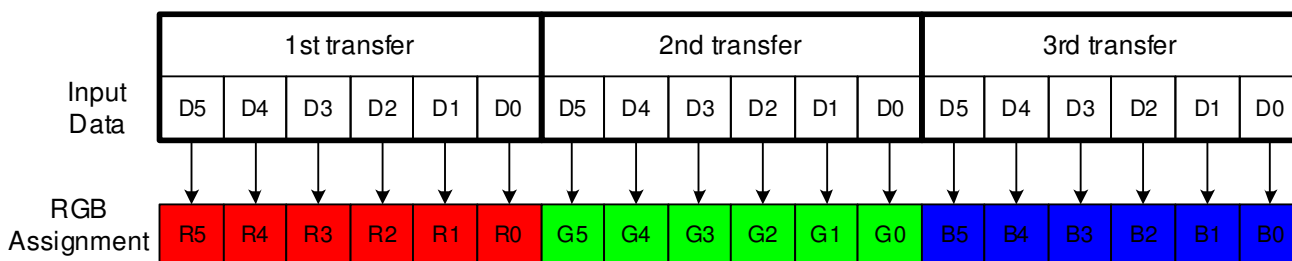 1st transfer 2nd transfer 3rd transfer
Input Data D5 D4 D3 D2 D1 D0 D5 D4 D3 D2 D1 D0 D5 D4 D3 D2 D1 D0
RGB Assignment R5 R4 R3 R2 R1 R0 G5 G4 G3 G2 G1 G0 B5 B4 B3 B2 B1 B0